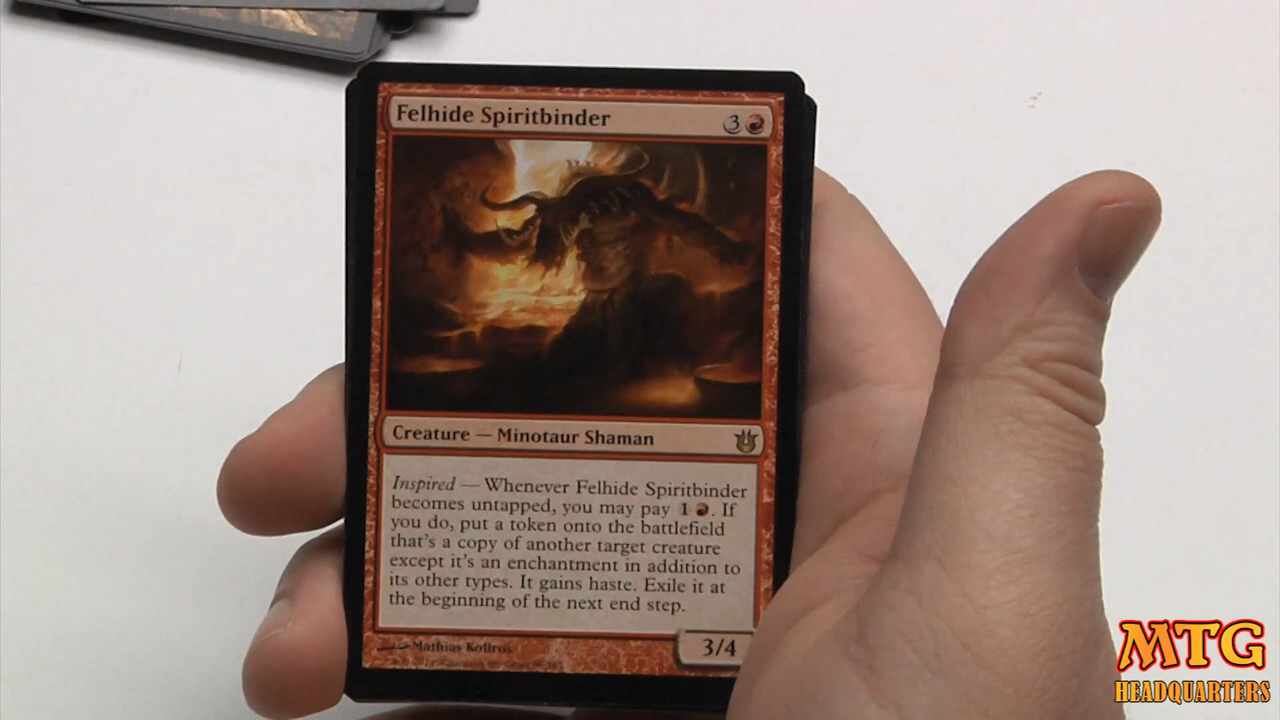 Felhide Spiritbinder 3
Creature — Minotaur Shaman
Inspired — Whenever Felhide Spiritbinder
becomes untapped, you may pay 1 . If
you do, put a token onto the battlefield
that's a copy of another target creature
except it's an enchantment in addition to
its other types. It gains haste. Exile it at
the beginning of the next end step.
3/4
Mathias Kollros
MTG
HEADQUARTERS